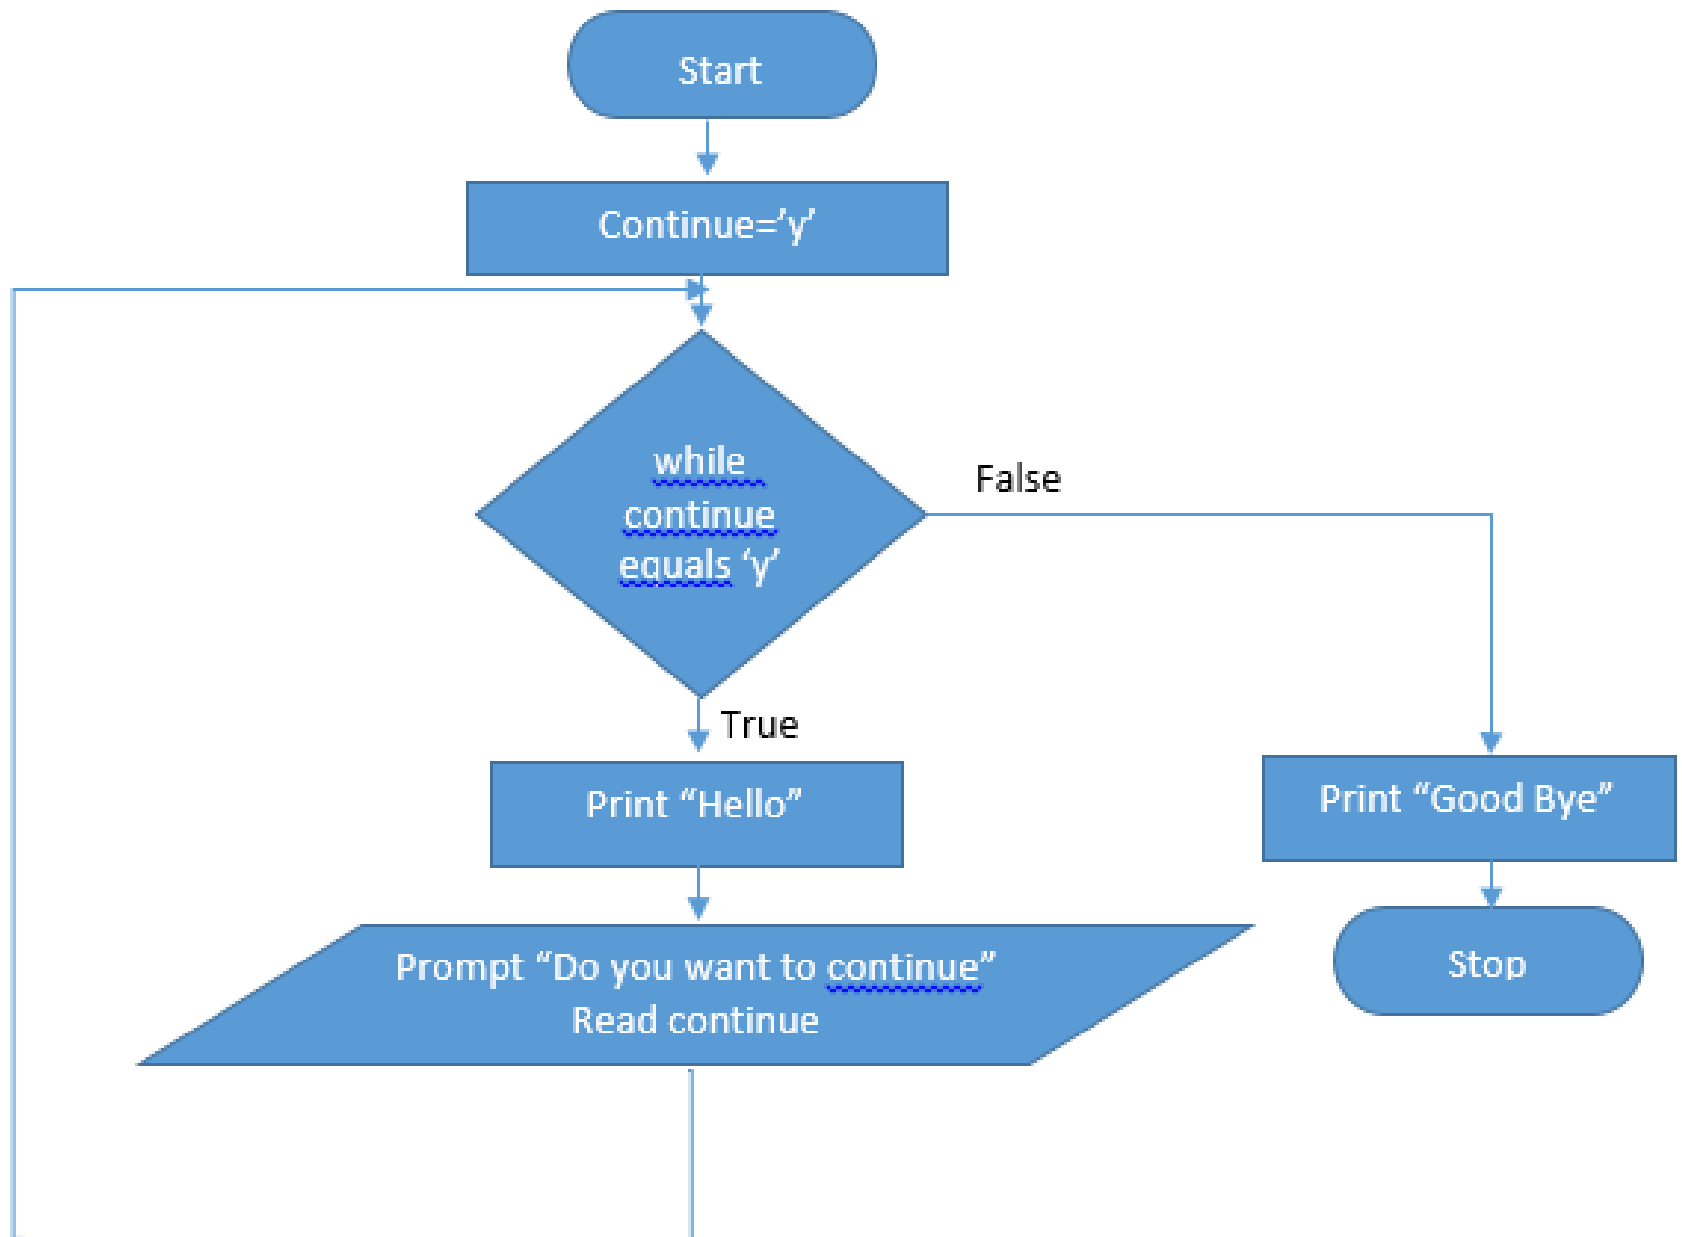 Start
Continue=’y’
while
continue
equals ‘y’
False
True
Print “Hello”
Print “Good Bye”
Prompt “Do you want to continue”
Read continue
Stop